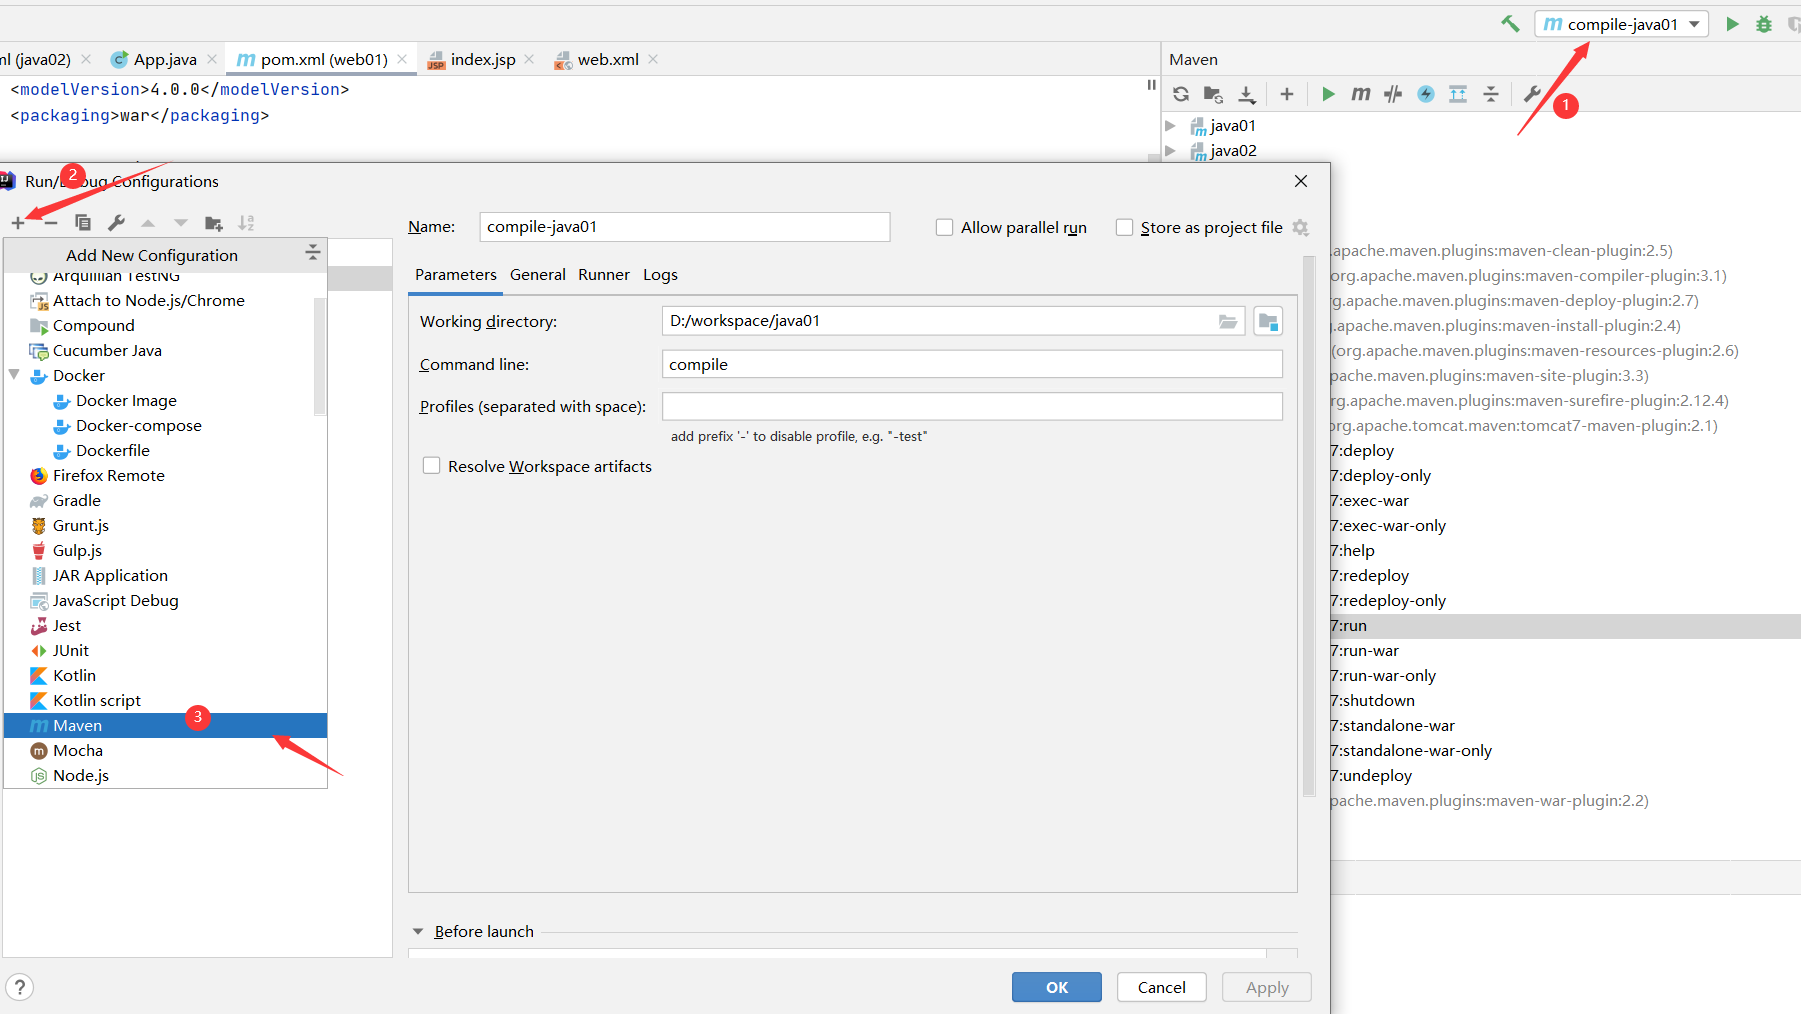 compile-java01
ml (java02)
App.java
pom.xml (web01)
index.jsp
web.xml
Maven
<modelVersion>4.0.0</modelVersion>
<packaging>war</packaging>
1
java01
java02
2
Run/Debug Configurations
Name:
compile-java01
Allow parallel run
Store as project file
Add New Configuration
Arquillian TestNG
Attach to Node.js/Chrome
Compound
Cucumber Java
Docker
Docker Image
Docker-compose
Dockerfile
Firefox Remote
Gradle
Grunt.js
Gulp.js
JAR Application
JavaScript Debug
Jest
JUnit
Kotlin
Kotlin script
Maven
3
Mocha
Node.js
Parameters
General
Runner
Logs
Working directory:
D:/workspace/java01
Command line:
compile
Profiles (separated with space):
add prefix '-' to disable profile, e.g. "-test"
Resolve Workspace artifacts
Before launch
OK
Cancel
Apply
?
.apache.maven.plugins:maven-clean-plugin:2.5)
org.apache.maven.plugins:maven-compiler-plugin:3.1)
rg.apache.maven.plugins:maven-deploy-plugin:2.7)
g.apache.maven.plugins:maven-install-plugin:2.4)
(org.apache.maven.plugins:maven-resources-plugin:2.6)
pache.maven.plugins:maven-site-plugin:3.3)
rg.apache.maven.plugins:maven-surefire-plugin:2.12.4)
org.apache.tomcat.maven:tomcat7-maven-plugin:2.1)
7:deploy
7:deploy-only
7:exec-war
7:exec-war-only
7:help
7:redeploy
7:redeploy-only
7:run
7:run-war
7:run-war-only
7:shutdown
7:standalone-war
7:standalone-war-only
7:undeploy
pache.maven.plugins:maven-war-plugin:2.2)